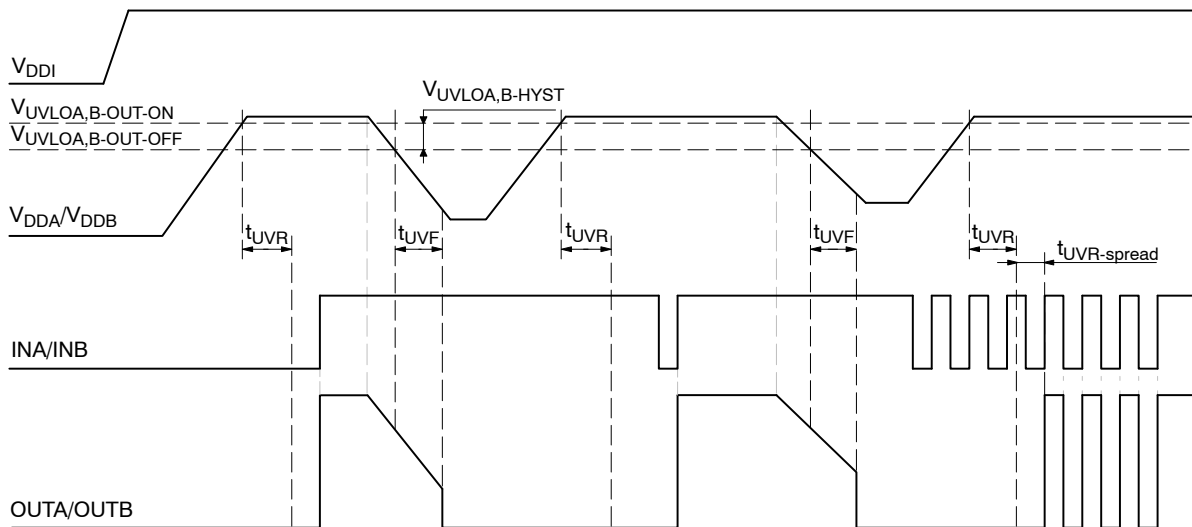 VDDI
VUVLOA,B-HYST
VUVLOA,B-OUT-ON
VUVLOA,B-OUT-OFF
VDDA/VDDB
tUVR
tUVF
tUVR
tUVF
tUVR
tUVR-spread
INA/INB
OUTA/OUTB